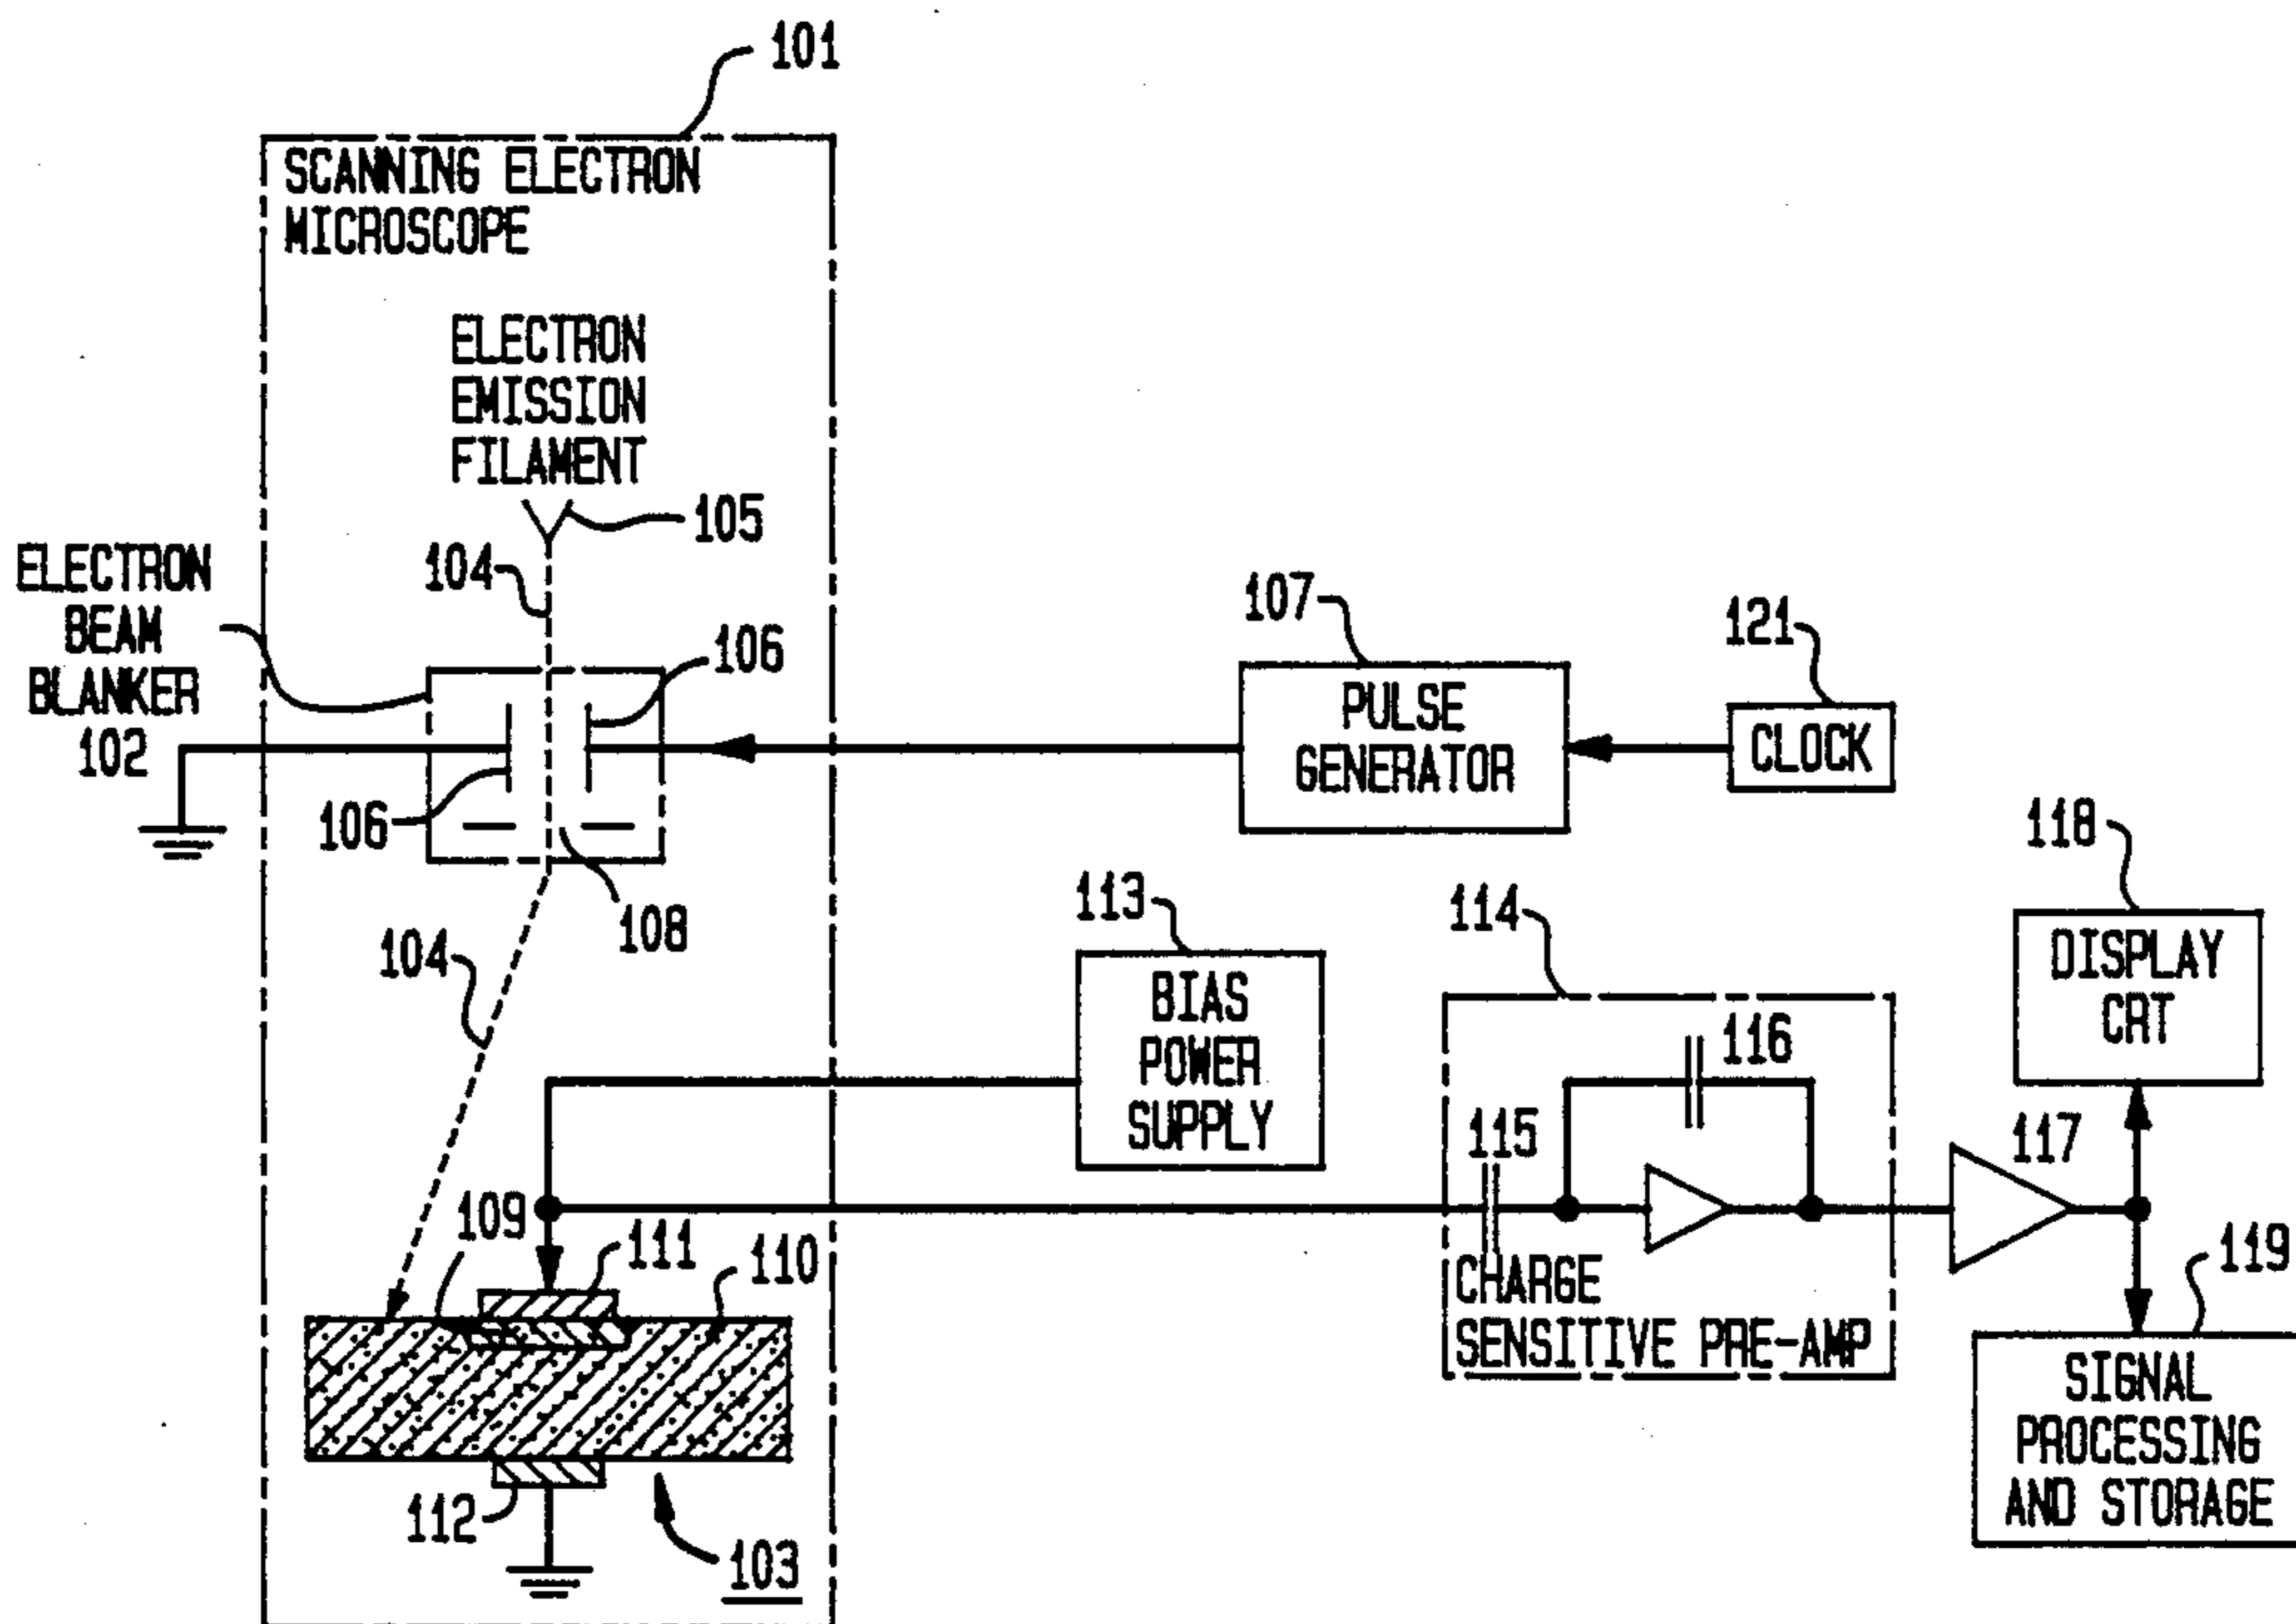 101
SCANNING ELECTRON
MICROSCOPE
ELECTRON
EMISSION
FILAMENT
105
104
ELECTRON
BEAM
BLANKER
102
106
106
108
107
PULSE
GENERATOR
121
CLOCK
104
113
BIAS
POWER
SUPPLY
114
115
116
CHARGE
SENSITIVE PRE-AMP
117
118
DISPLAY
CRT
119
SIGNAL
PROCESSING
AND STORAGE
109
111
110
112
103